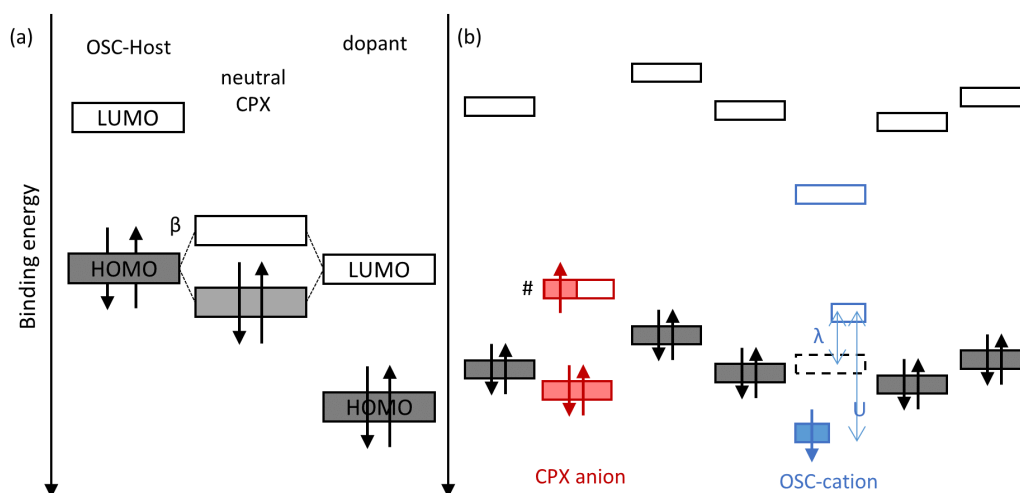 (a)
OSC-Host
neutral
CPX
dopant
LUMO
β
HOMO
LUMO
HOMO
Binding energy
(b)
#
λ
U
CPX anion
OSC-cation